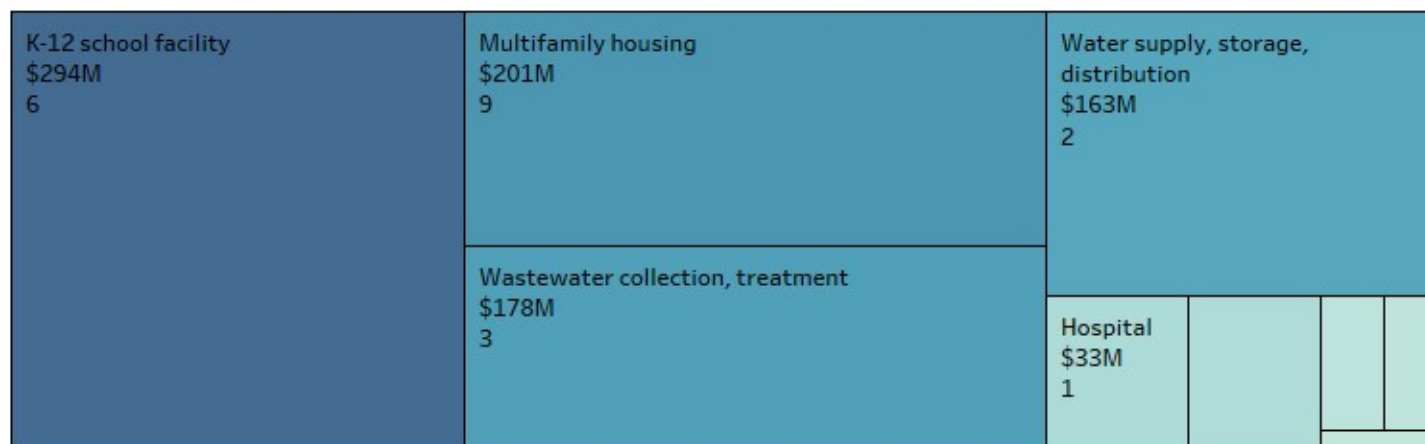 K-12 school facility
$294M
6
Multifamily housing
$201M
9
Wastewater collection, treatment
$178M
3
Water supply, storage,
distribution
$163M
2
Hospital
$33M
1